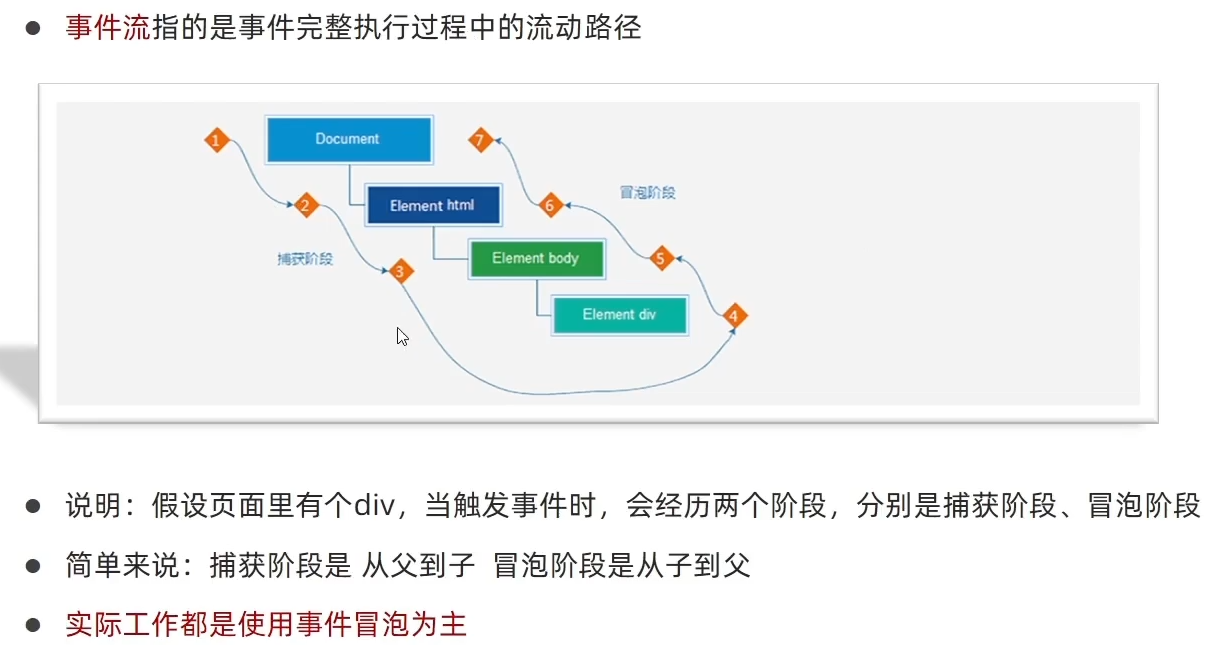 事件流指的是事件完整执行过程中的流动路径
1
Document
7
2
Element html
6
冒泡阶段
捕获阶段
3
Element body
5
Element div
4
说明：假设页面里有个div，当触发事件时，会经历两个阶段，分别是捕获阶段、冒泡阶段
简单来说：捕获阶段是 从父到子 冒泡阶段是从子到父
实际工作都是使用事件冒泡为主